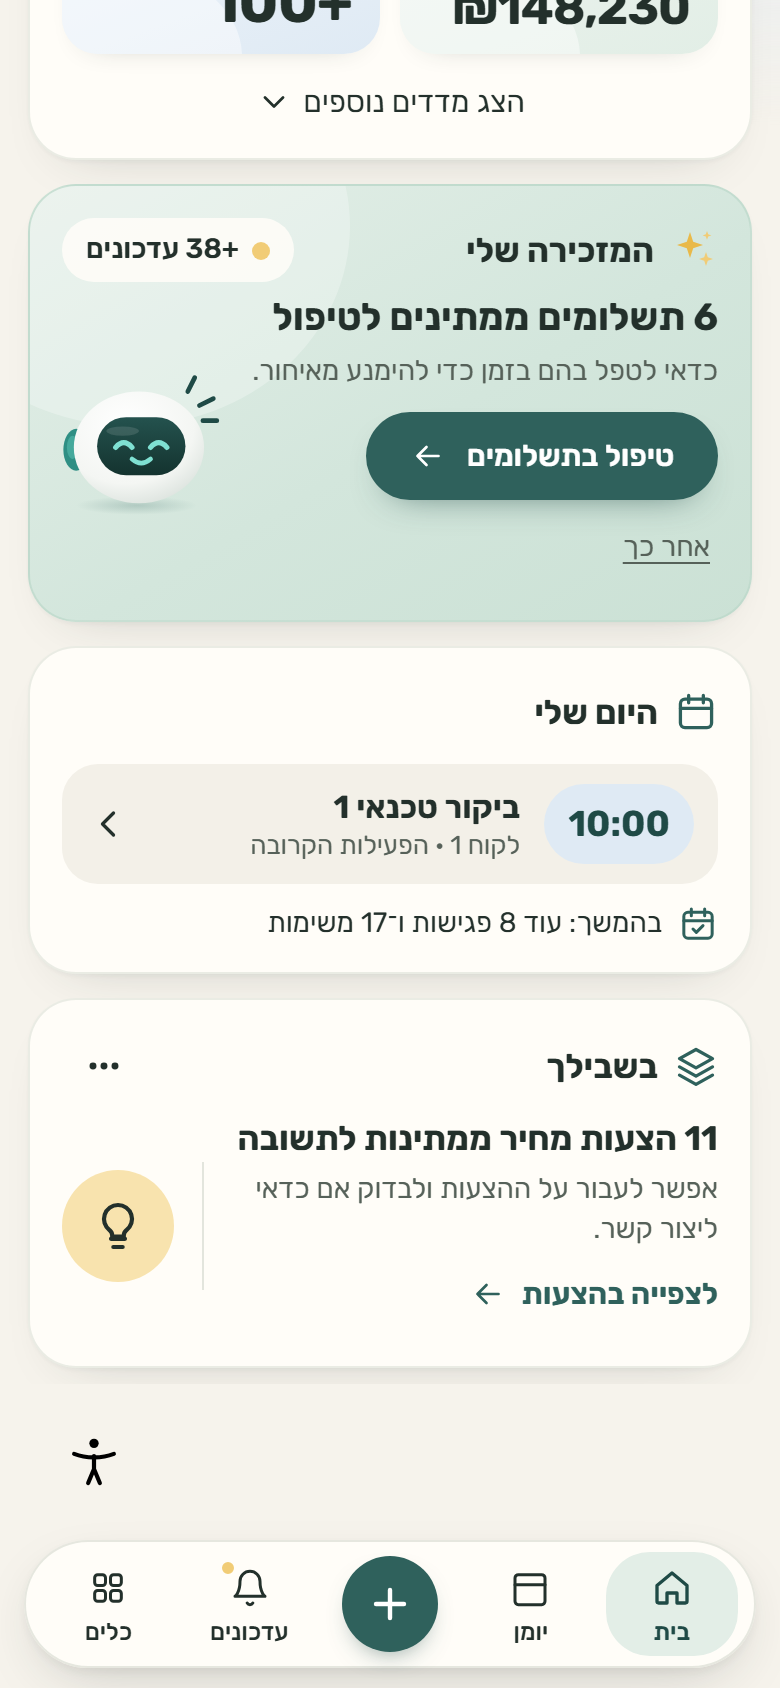 ₪148,230
100+
הצג מדדים נוספים
המזכירה שלי
38+ עדכונים
6 תשלומים ממתינים לטיפול
כדאי לטפל בהם בזמן כדי להימנע מאיחור.
טיפול בתשלומים
אחר כך
היום שלי
10:00
ביקור טכנאי 1
לקוח 1 • הפעילות הקרובה
בהמשך: עוד 8 פגישות ו־17 משימות
בשבילך
11 הצעות מחיר ממתינות לתשובה
אפשר לעבור על ההצעות ולבדוק אם כדאי
ליצור קשר.
לצפייה בהצעות
בית
יומן
עדכונים
כלים